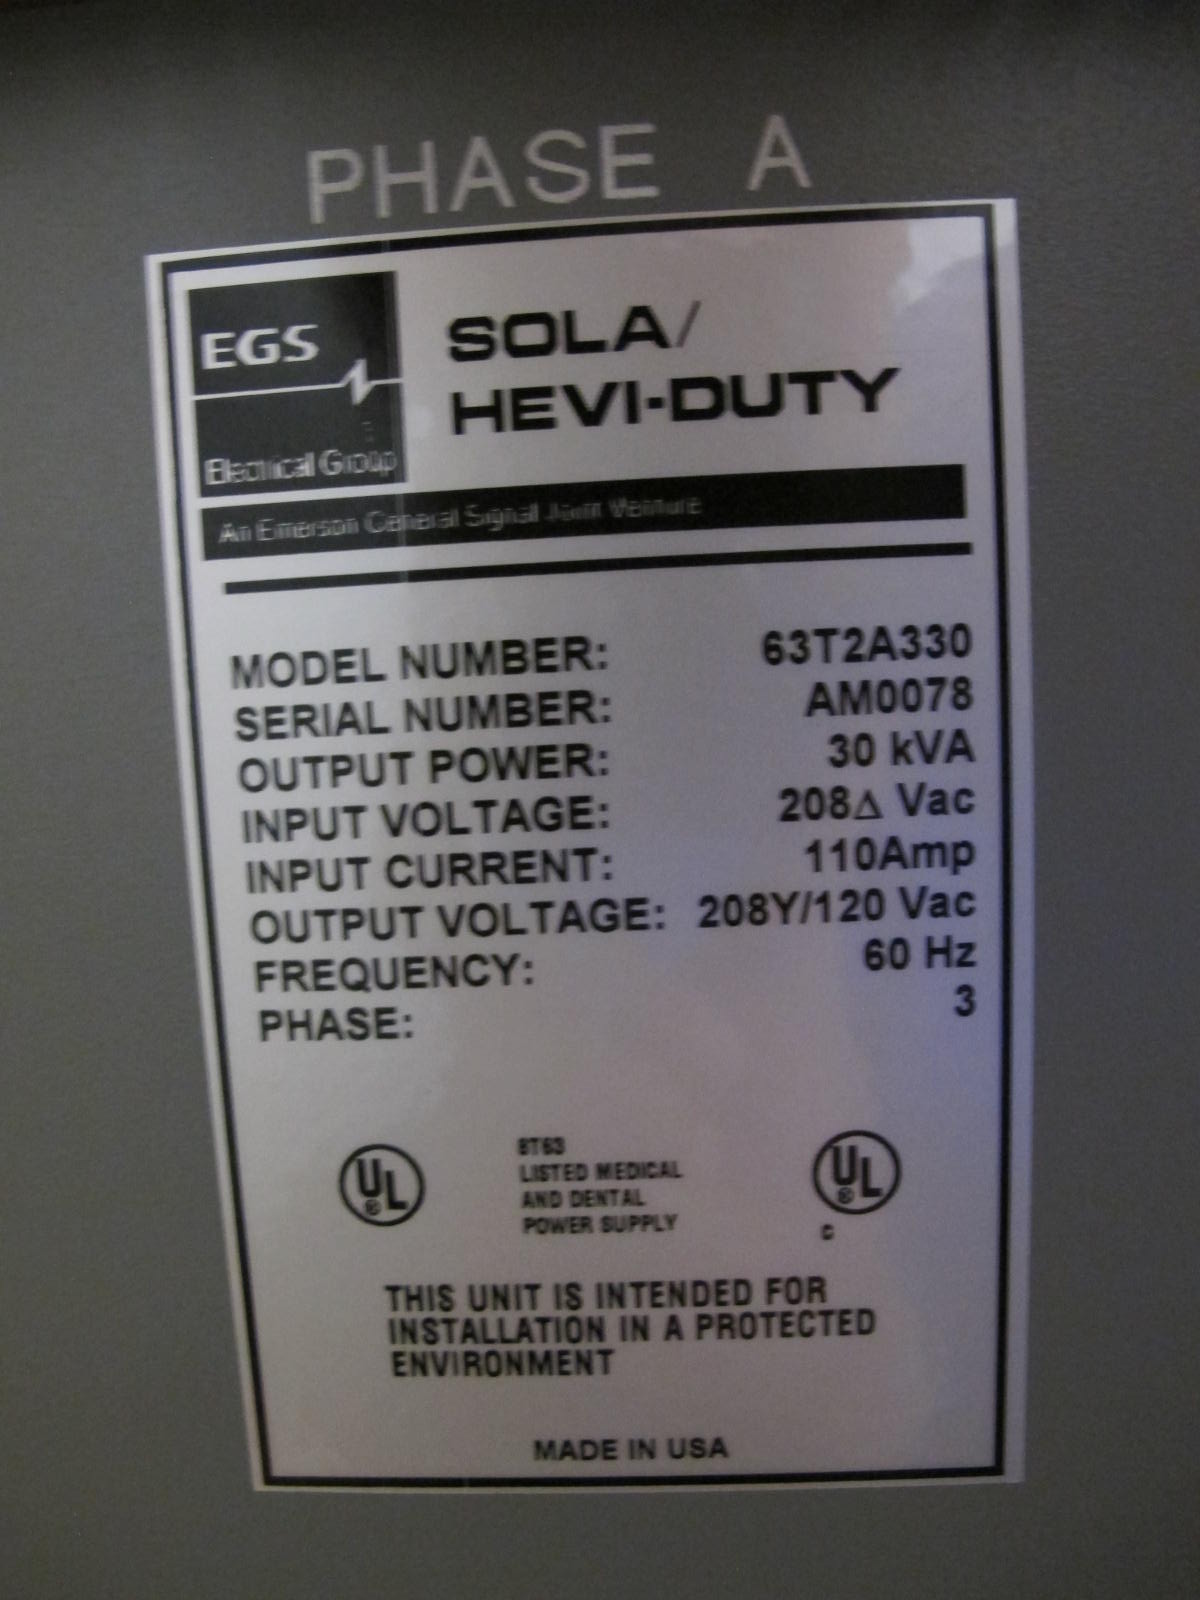 PHASE A
EGS
Electrical Group
SOLA/
HEVI-DUTY
An Emerson General Signal Joint Venture
MODEL NUMBER: 63T2A330
SERIAL NUMBER: AM0078
OUTPUT POWER: 30 kVA
INPUT VOLTAGE: 208Δ Vac
INPUT CURRENT: 110Amp
OUTPUT VOLTAGE: 208Y/120 Vac
FREQUENCY: 60 Hz
PHASE: 3
UL ®
8T63
LISTED MEDICAL
AND DENTAL
POWER SUPPLY
UL ®
C
THIS UNIT IS INTENDED FOR
INSTALLATION IN A PROTECTED
ENVIRONMENT
MADE IN USA